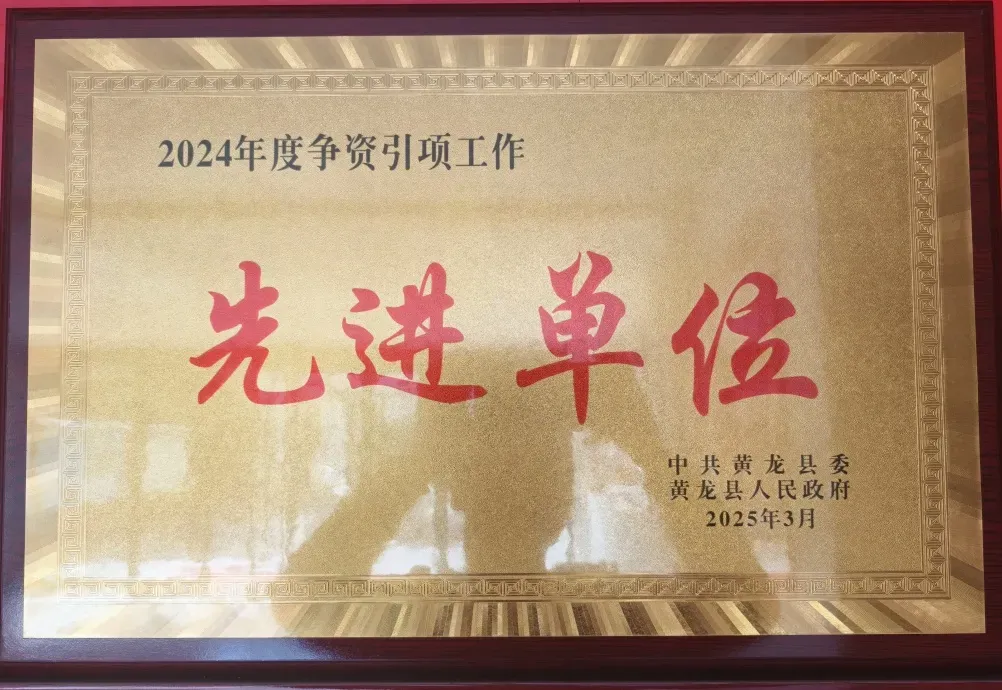 2024年度争资引项工作
先进单位
中共黄龙县委
黄龙县人民政府
2025年3月